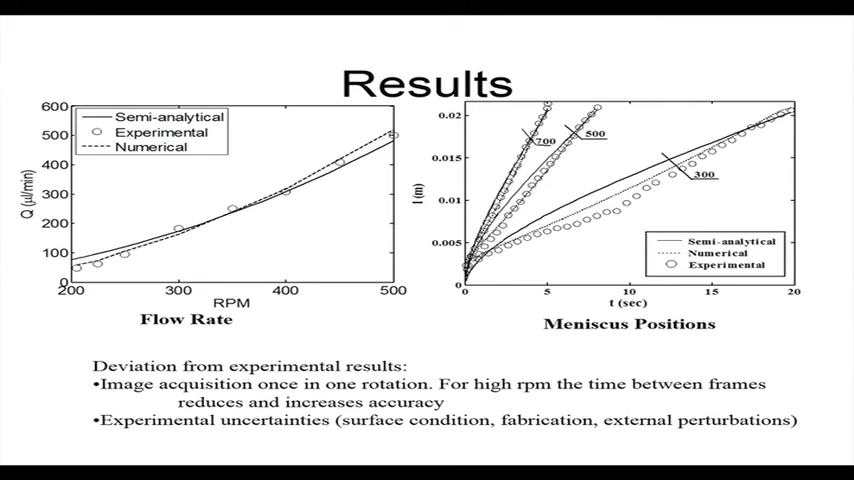 Results
600
500
400
300
200
100
0
200
300
400
500
Q (µl/min)
RPM
Semi-analytical
Experimental
Numerical
Flow Rate
0.02
0.015
0.01
0.005
0
0
5
10
15
20
l (m)
t (sec)
700
500
300
Semi-analytical
Numerical
Experimental
Meniscus Positions
Deviation from experimental results:
•Image acquisition once in one rotation. For high rpm the time between frames
reduces and increases accuracy
•Experimental uncertainties (surface condition, fabrication, external perturbations)